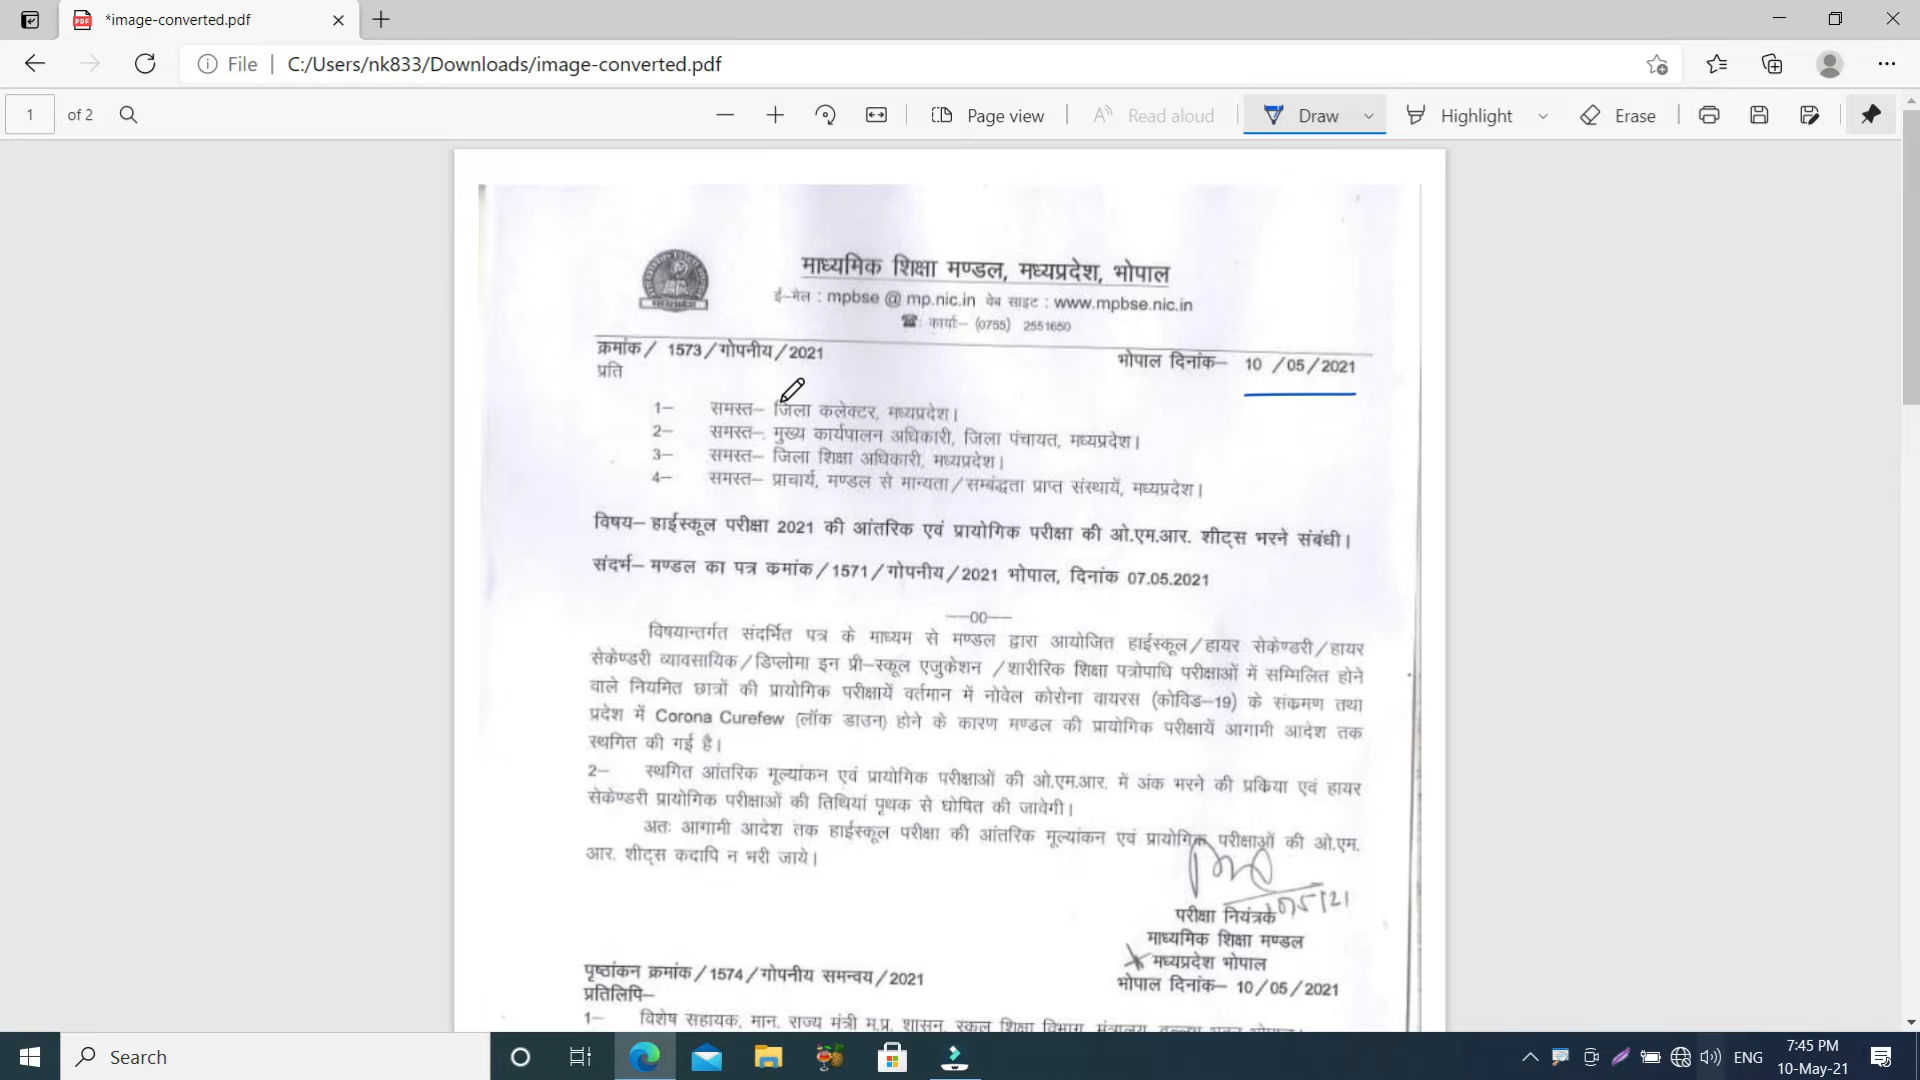 *image-converted.pdf
File C:/Users/nk833/Downloads/image-converted.pdf
1 of 2 Page view Read aloud Draw Highlight Erase
माध्यमिक शिक्षा मण्डल, मध्यप्रदेश, भोपाल
ई-मेल : mpbse @ mp.nic.in वेब साइट : www.mpbse.nic.in
कार्या:- (0755) 2551650
क्रमांक/ 1573/गोपनीय/2021 भोपाल दिनांक- 10 /05/2021
प्रति
1- समस्त- जिला कलेक्टर, मध्यप्रदेश।
2- समस्त- मुख्य कार्यपालन अधिकारी, जिला पंचायत, मध्यप्रदेश।
3- समस्त- जिला शिक्षा अधिकारी, मध्यप्रदेश।
4- समस्त- प्राचार्य, मण्डल से मान्यता/सम्बंद्धता प्राप्त संस्थायें, मध्यप्रदेश।
विषय- हाईस्कूल परीक्षा 2021 की आंतरिक एवं प्रायोगिक परीक्षा की ओ.एम.आर. शीट्स भरने संबंधी।
संदर्भ- मण्डल का पत्र कमांक/1571/गोपनीय/2021 भोपाल, दिनांक 07.05.2021
----00----
विषयान्तर्गत संदर्भित पत्र के माध्यम से मण्डल द्वारा आयोजित हाईस्कूल/हायर सेकेण्डरी/हायर
सेकेण्डरी व्यावसायिक/डिप्लोमा इन प्री-स्कूल एजुकेशन /शारीरिक शिक्षा पत्रोपाधि परीक्षाओं में सम्मिलित होने
वाले नियमित छात्रों की प्रायोगिक परीक्षायें वर्तमान में नोवेल कोरोना वायरस (कोविड-19) के संकमण तथा
प्रदेश में Corona Curefew (लॉक डाउन) होने के कारण मण्डल की प्रायोगिक परीक्षायें आगामी आदेश तक
स्थगित की गई है।
2- स्थगित आंतरिक मूल्यांकन एवं प्रायोगिक परीक्षाओं की ओ.एम.आर. में अंक भरने की प्रकिया एवं हायर
सेकेण्डरी प्रायोगिक परीक्षाओं की तिथियां पृथक से घोषित की जावेगी।
अतः आगामी आदेश तक हाईस्कूल परीक्षा की आंतरिक मूल्यांकन एवं प्रायोगिक परीक्षाओं की ओ.एम.
आर. शीट्स कदापि न भरी जाये।
परीक्षा नियंत्रक
माध्यमिक शिक्षा मण्डल
मध्यप्रदेश भोपाल
पृष्ठांकन क्रमांक/1574/गोपनीय समन्वय/2021 भोपाल दिनांक- 10/05/2021
प्रतिलिपि-
1- विशेष सहायक, मान. राज्य मंत्री म.प्र. शासन, स्कूल शिक्षा विभाग, मंत्रालय, वल्लभ भवन भोपाल।
Search ENG 7:45 PM
10-May-21